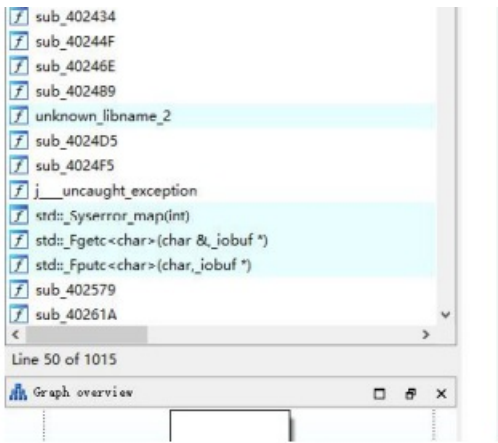 f sub_402434
f sub_40244F
f sub_40246E
f sub_402489
f unknown_libname_2
f sub_4024D5
f sub_4024F5
f j___uncaught_exception
f std::_Syserror_map(int)
f std::_Fgetc<char>(char &,_iobuf *)
f std::_Fputc<char>(char,_iobuf *)
f sub_402579
f sub_40261A
Line 50 of 1015
Graph overview